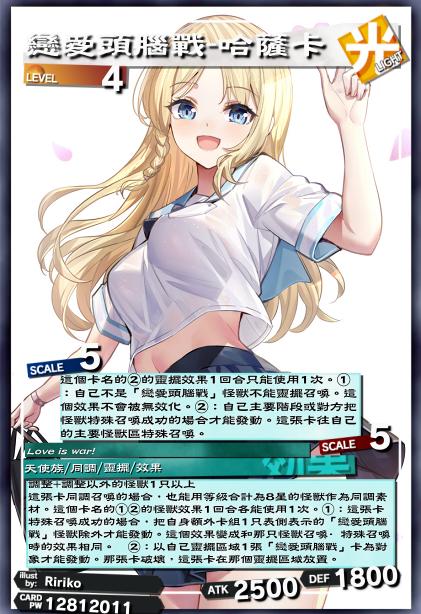 戀愛頭腦戰-哈薩卡
光
LIGHT
LEVEL 4
SCALE 5
這個卡名的②的靈擺效果1回合只能使用1次。①
：自己不是「戀愛頭腦戰」怪獸不能靈擺召喚。這
個效果不會被無效化。②：自己主要階段或對方把
怪獸特殊召喚成功的場合才能發動。這張卡往自己
的主要怪獸區特殊召喚。
SCALE 5
Love is war!
天使族/同調/靈擺/效果
調整+調整以外的怪獸1只以上
這張卡同調召喚的場合，也能用等級合計為8星的怪獸作為同調素
材。這個卡名的①②的怪獸效果1回合各能使用1次。①：這張卡
特殊召喚成功的場合，把自身額外卡組1只表側表示的「戀愛頭腦
戰」怪獸除外才能發動。這個效果變成和那只怪獸召喚·特殊召喚
時的效果相同。 ②：以自己靈擺區域1張「戀愛頭腦戰」卡為對
象才能發動。那張卡破壞，這張卡在那個靈擺區域放置。
illust by: Ririko
CARD PW 12812011
ATK 2500 DEF 1800